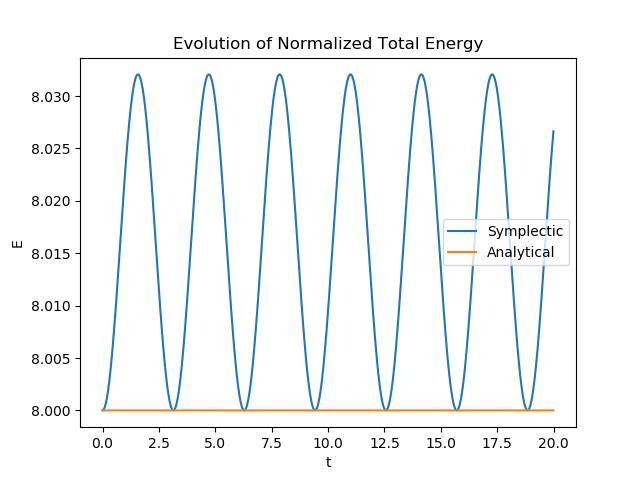 Evolution of Normalized Total Energy
8.030
8.025
8.020
8.015
8.010
8.005
8.000
E
Symplectic
Analytical
0.0 2.5 5.0 7.5 10.0 12.5 15.0 17.5 20.0
t